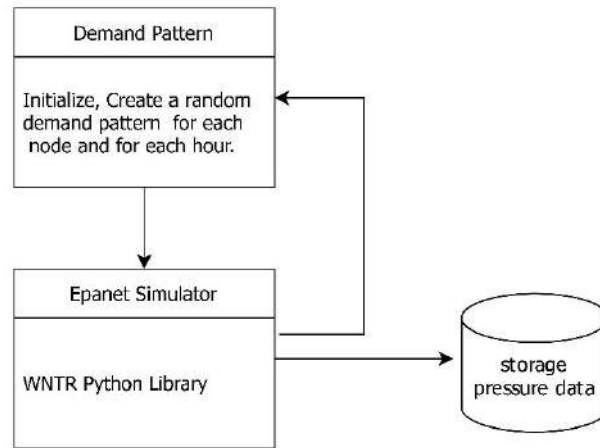 Demand Pattern
Initialize, Create a random
demand pattern for each
node and for each hour.
Epanet Simulator
WNTR Python Library
storage
pressure data